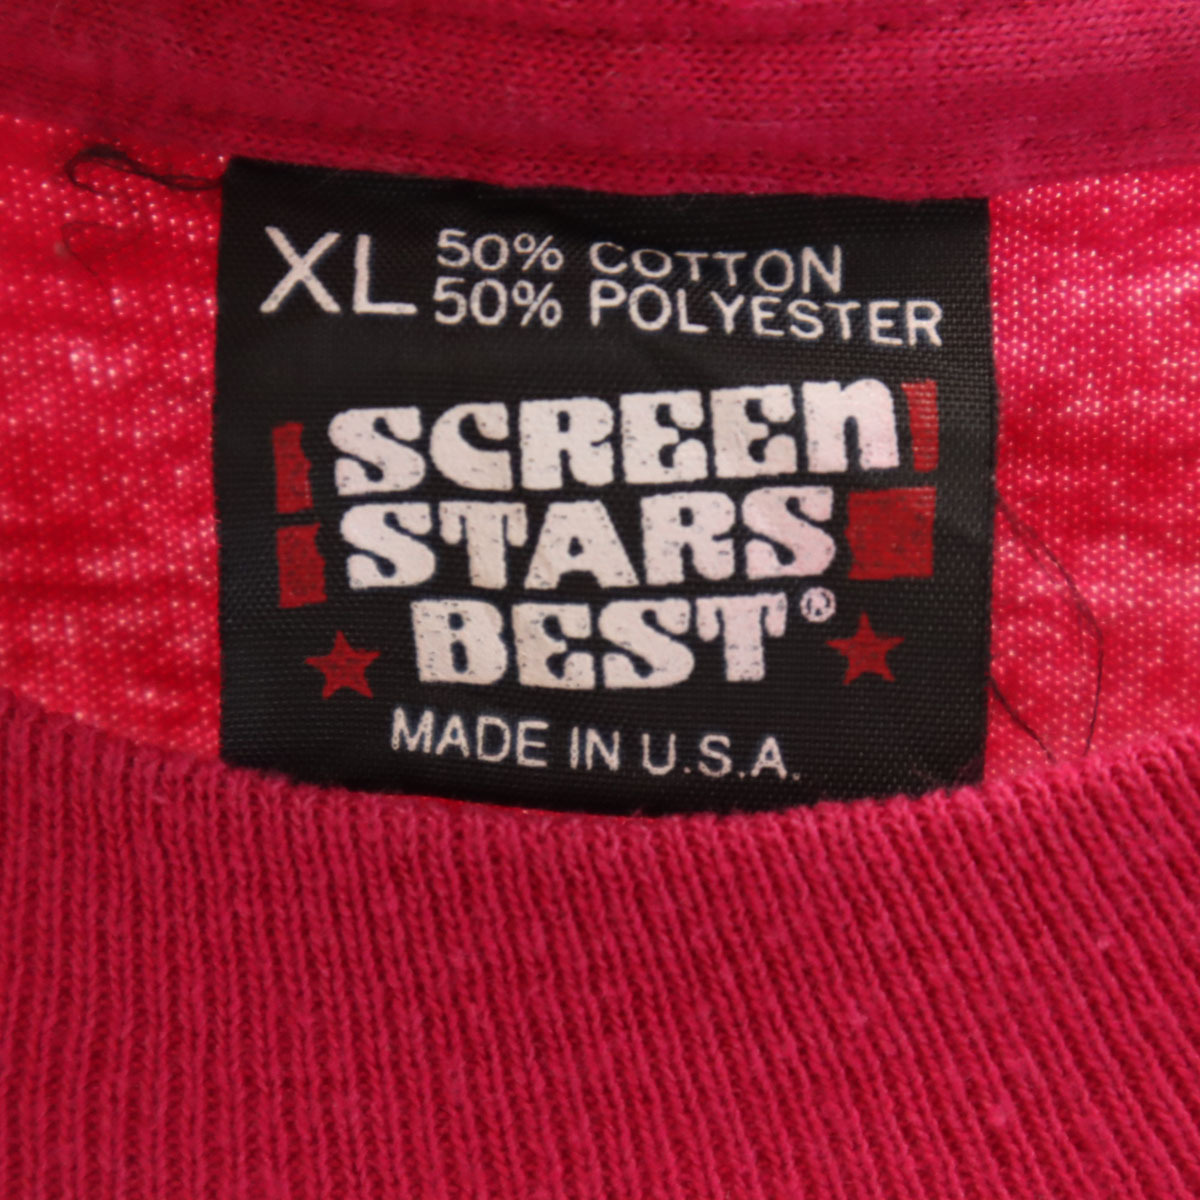 XL 50% COTTON
50% POLYESTER
SCREEn
STARS
BEST®
MADE IN U.S.A.